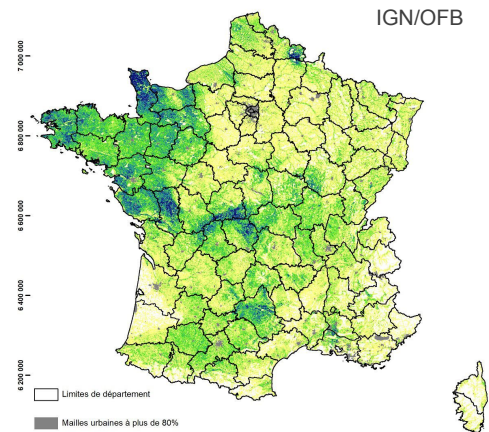 IGN/OFB
7 000 000
6 800 000
6 600 000
6 400 000
6 200 000
Limites de département
Mailles urbaines à plus de 80%